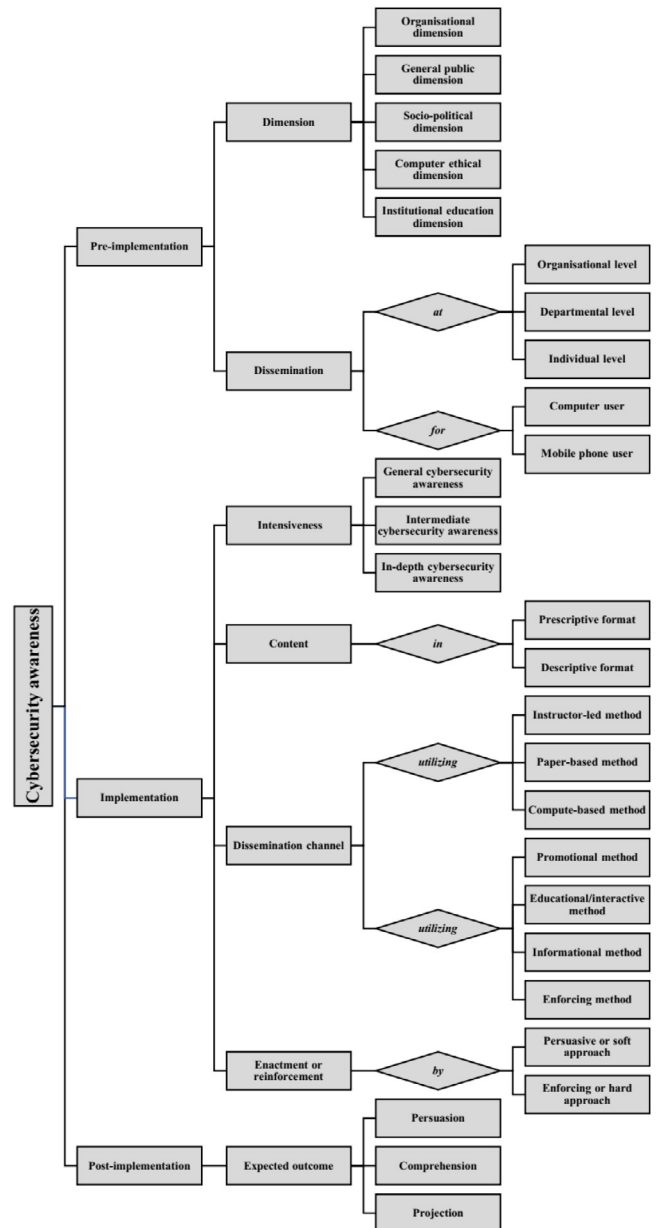 Cybersecurity awareness
Pre-implementation
Dimension
Organisational
dimension
General public
dimension
Socio-political
dimension
Computer ethical
dimension
Institutional education
dimension
Dissemination
at
Organisational level
Departmental level
Individual level
for
Computer user
Mobile phone user
Implementation
Intensiveness
General cybersecurity
awareness
Intermediate
cybersecurity awareness
In-depth cybersecurity
awareness
Content
in
Prescriptive format
Descriptive format
Dissemination channel
utilizing
Instructor-led method
Paper-based method
Compute-based method
utilizing
Promotional method
Educational/interactive
method
Informational method
Enforcing method
Enactment or
reinforcement
by
Persuasive or soft
approach
Enforcing or hard
approach
Post-implementation
Expected outcome
Persuasion
Comprehension
Projection